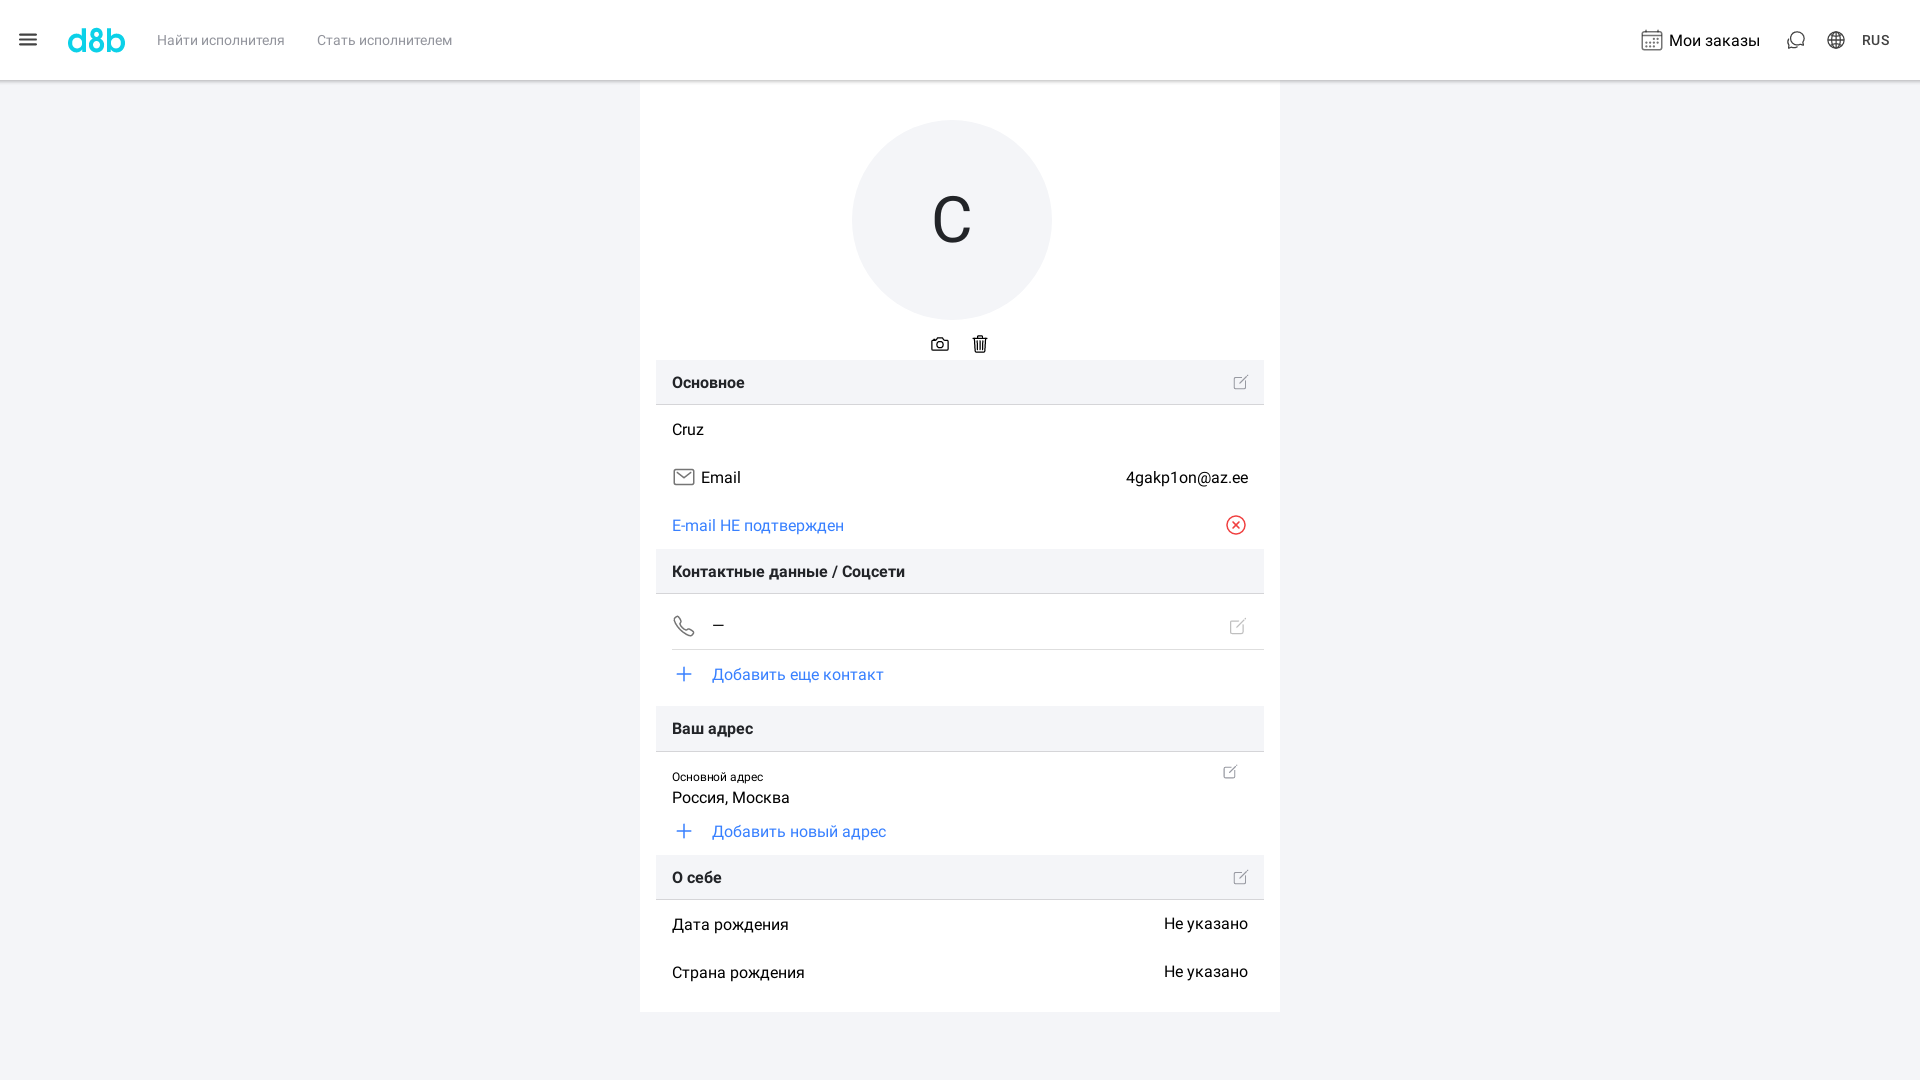 d8b
Найти исполнителя
Стать исполнителем
Мои заказы
RUS
C
Основное
Cruz
Email
4gakp1on@az.ee
E-mail НЕ подтвержден
Контактные данные / Соцсети
—
Добавить еще контакт
Ваш адрес
Основной адрес
Россия, Москва
Добавить новый адрес
О себе
Дата рождения
Не указано
Страна рождения
Не указано